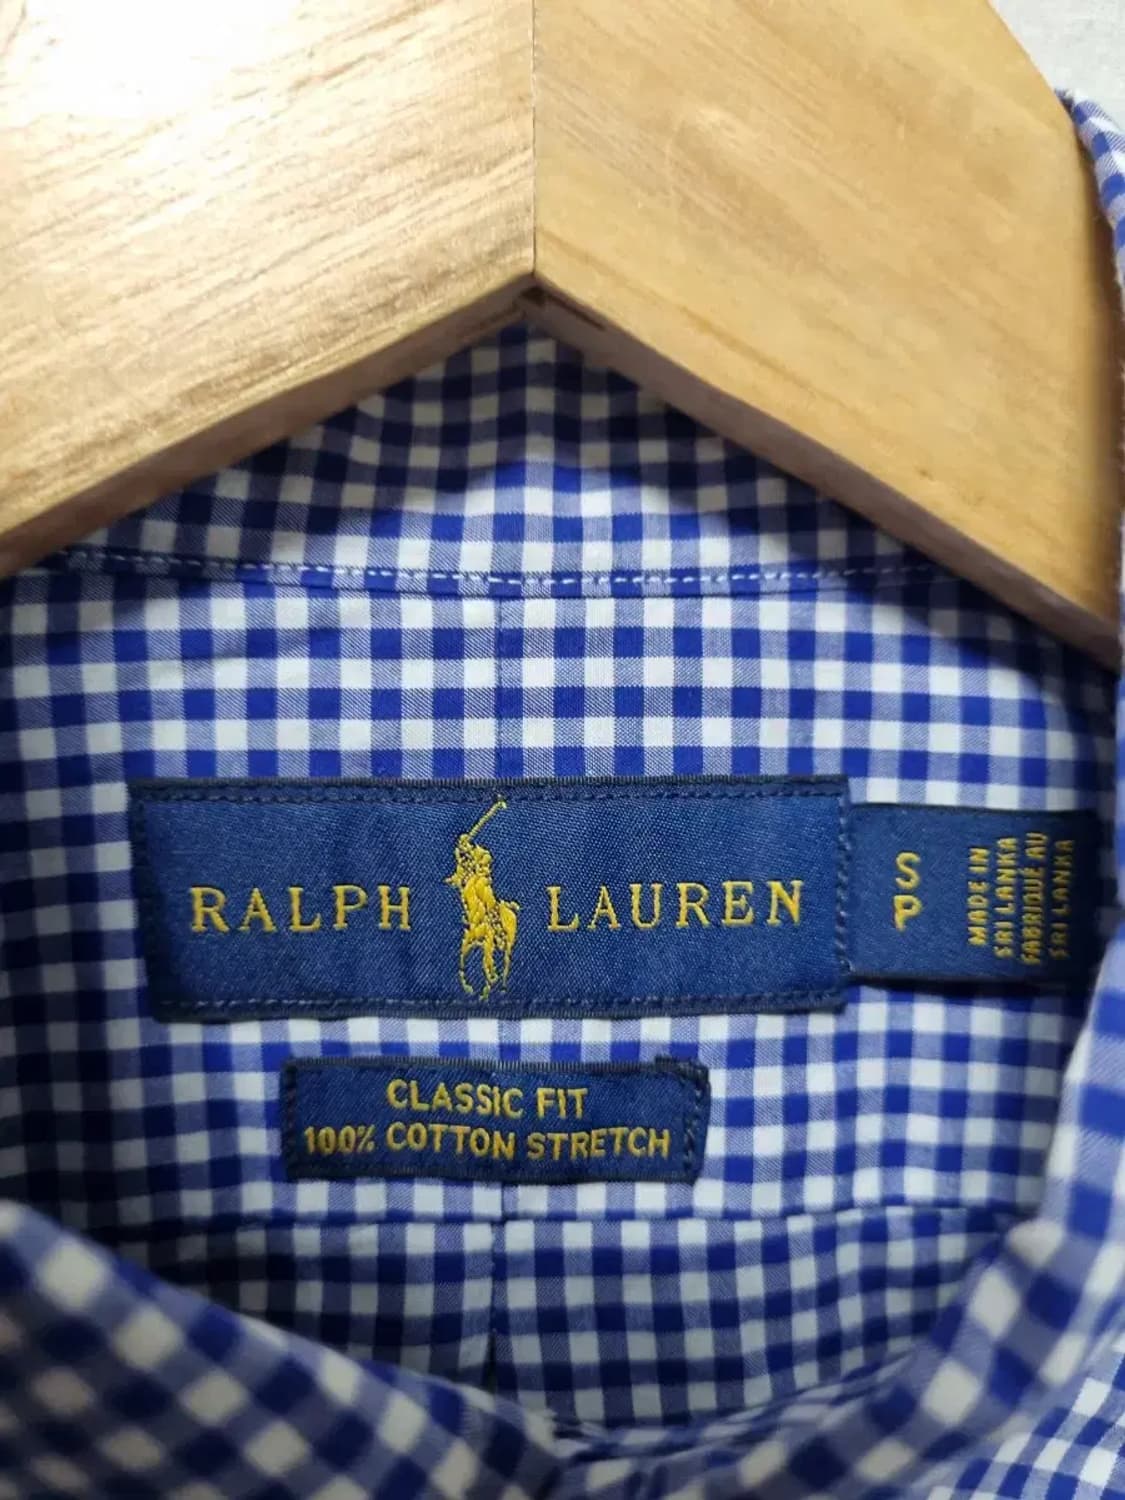 RALPH LAUREN
S
P
MADE IN
SRI LANKA
FABRIQUÉ AU
SRI LANKA
CLASSIC FIT
100% COTTON STRETCH